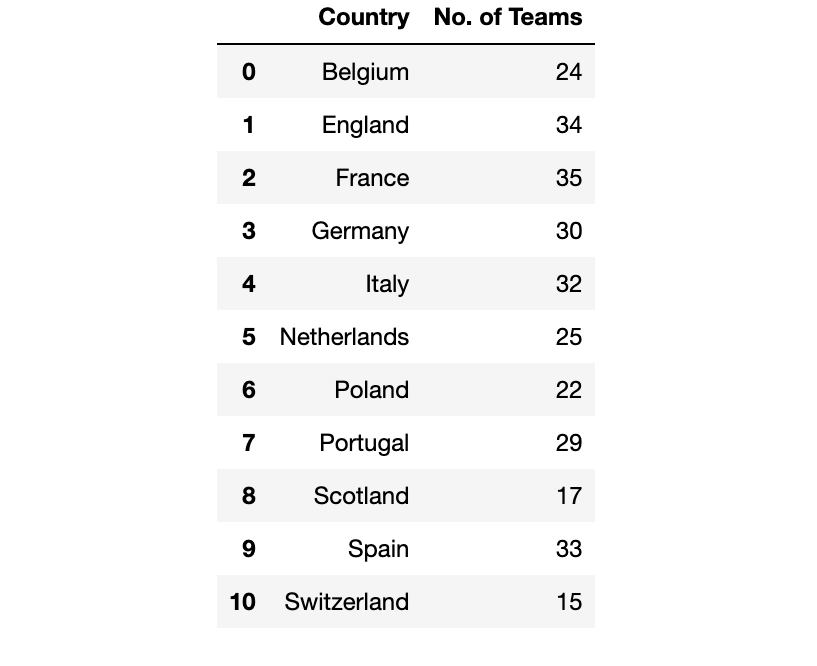 Country No. of Teams
0 Belgium 24
1 England 34
2 France 35
3 Germany 30
4 Italy 32
5 Netherlands 25
6 Poland 22
7 Portugal 29
8 Scotland 17
9 Spain 33
10 Switzerland 15